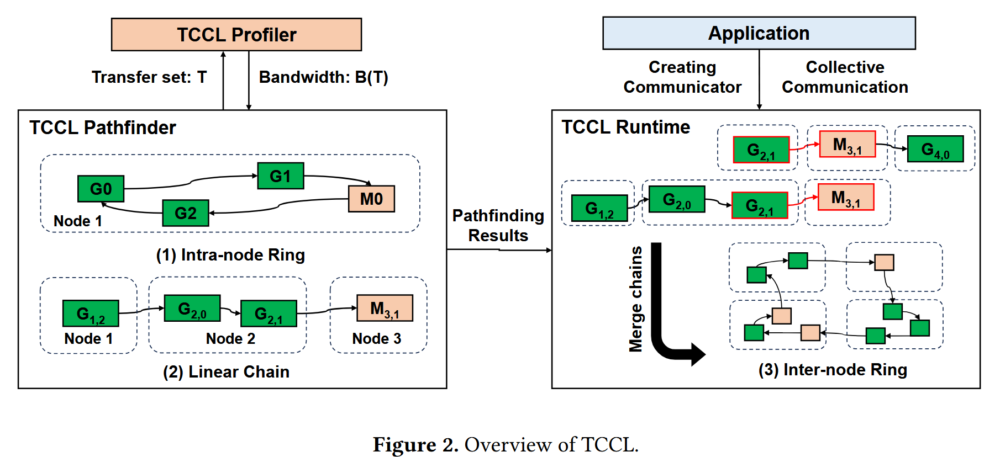 TCCL Profiler
Transfer set: T
Bandwidth: B(T)
TCCL Pathfinder
G0
G1
M0
G2
Node 1
(1) Intra-node Ring
G1,2
G2,0
G2,1
M3,1
Node 1
Node 2
Node 3
(2) Linear Chain
Pathfinding
Results
Application
Creating
Communicator
Collective
Communication
TCCL Runtime
G2,1
M3,1
G4,0
G1,2
G2,0
G2,1
M3,1
Merge chains
(3) Inter-node Ring
Figure 2. Overview of TCCL.